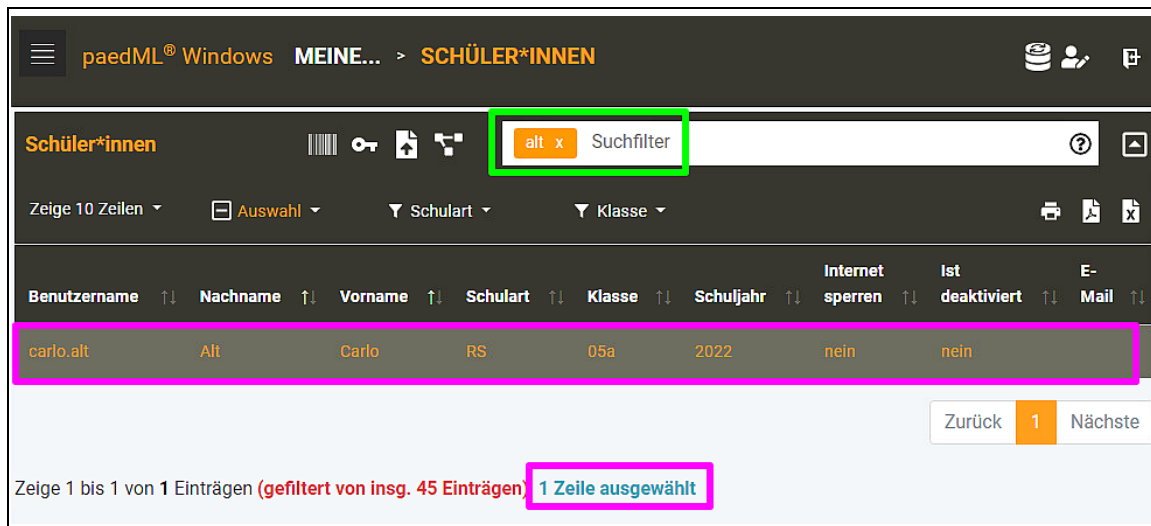 paedML® Windows MEINE... > SCHÜLER*INNEN
Schüler*innen alt x Suchfilter
Zeige 10 Zeilen Auswahl Schulart Klasse
Benutzername Nachname Vorname Schulart Klasse Schuljahr Internet sperren Ist deaktiviert E-Mail
carlo.alt Alt Carlo RS 05a 2022 nein nein
Zurück 1 Nächste
Zeige 1 bis 1 von 1 Einträgen (gefiltert von insg. 45 Einträgen) 1 Zeile ausgewählt